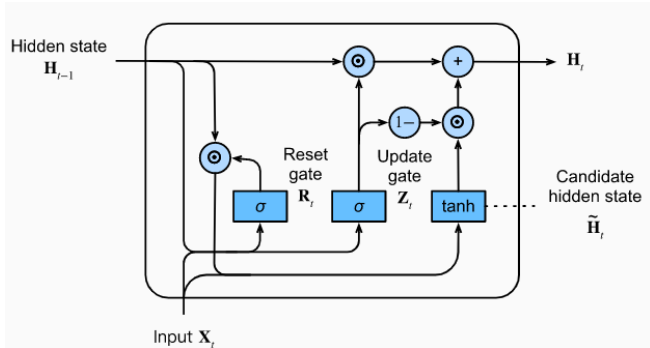 Hidden state
H_{t−1}
⊙
+
H_t
1−
⊙
⊙
Reset
gate
R_t
Update
gate
Z_t
σ
σ
tanh
Candidate
hidden state
H̃_t
Input X_t